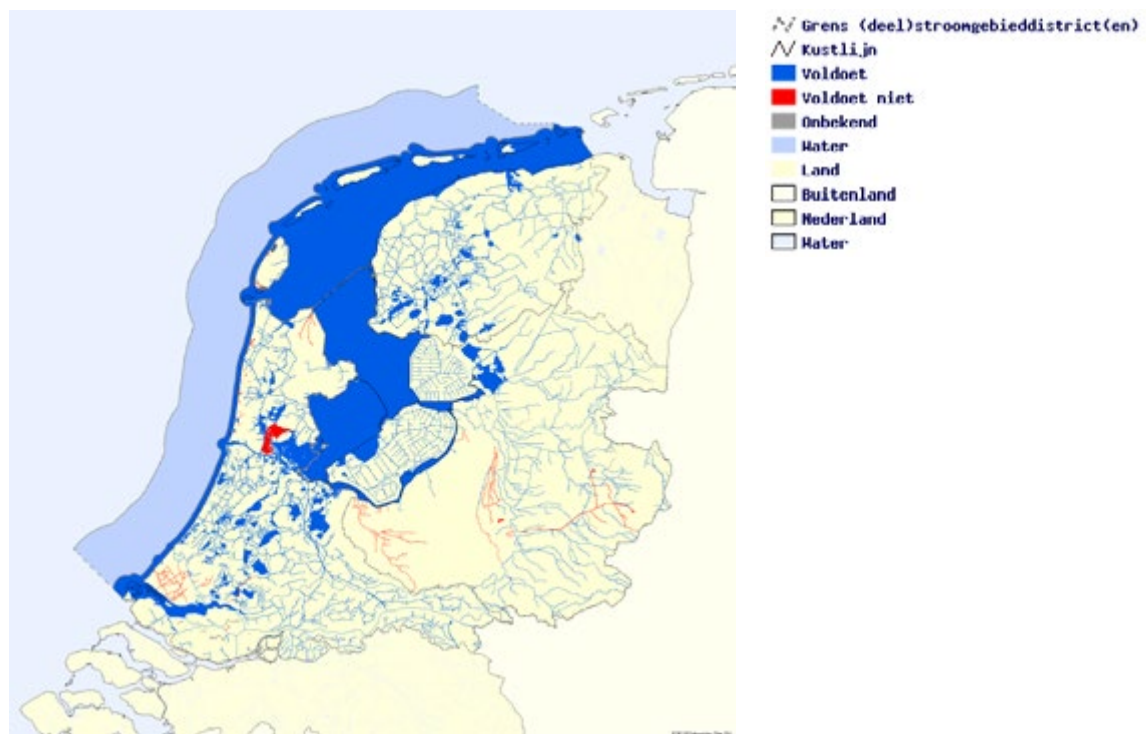 Grens (deel)stroomgebieddistrict(en)
Kustlijn
Voldoet
Voldoet niet
Onbekend
Water
Land
Buitenland
Nederland
Water